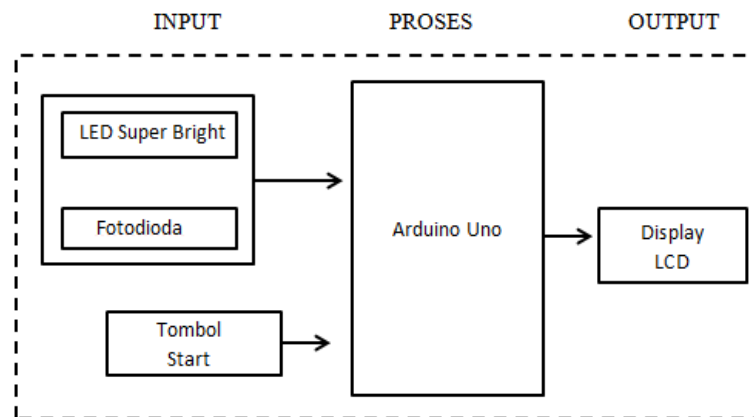 INPUT
PROSES
OUTPUT
LED Super Bright
Fotodioda
Tombol
Start
Arduino Uno
Display
LCD